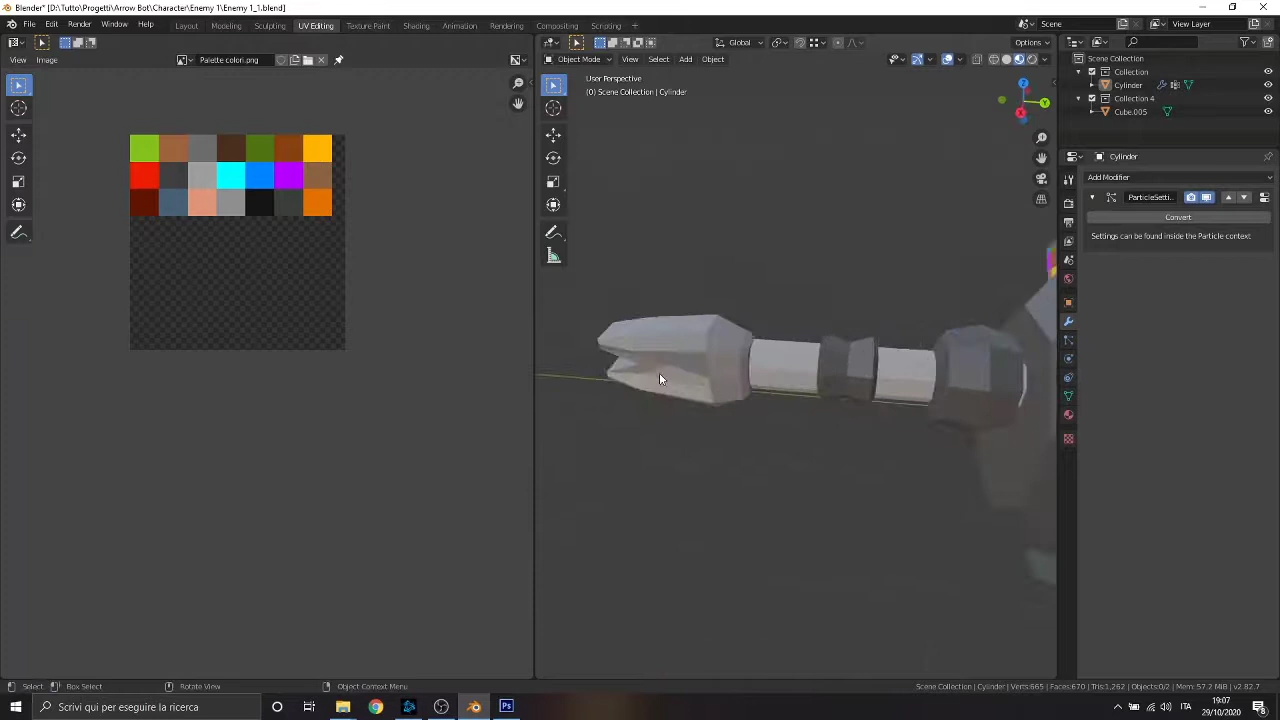 Blender* [D:\Tutto\Progetti\Arrow Bot\Character\Enemy 1\Enemy 1_1.blend]
File Edit Render Window Help Layout Modeling Sculpting UV Editing Texture Paint Shading Animation Rendering Compositing Scripting + Scene View Layer
Global Options
View Image Palette color.png Object Mode View Select Add Object
User Perspective
(0) Scene Collection | Cylinder
Scene Collection
Collection
Cylinder
Collection 4
Cube.005
Z
Y
X
Cylinder
Add Modifier
ParticleSetti..
Convert
Settings can be found inside the Particle context
Select Box Select Rotate View Object Context Menu Scene Collection | Cylinder | Verts:665 | Faces:670 | Tris:1,262 | Objects:0/2 | Mem: 57.2 MiB | v2.82.7
Scrivi qui per eseguire la ricerca Ps ITA 19:07
29/10/2020